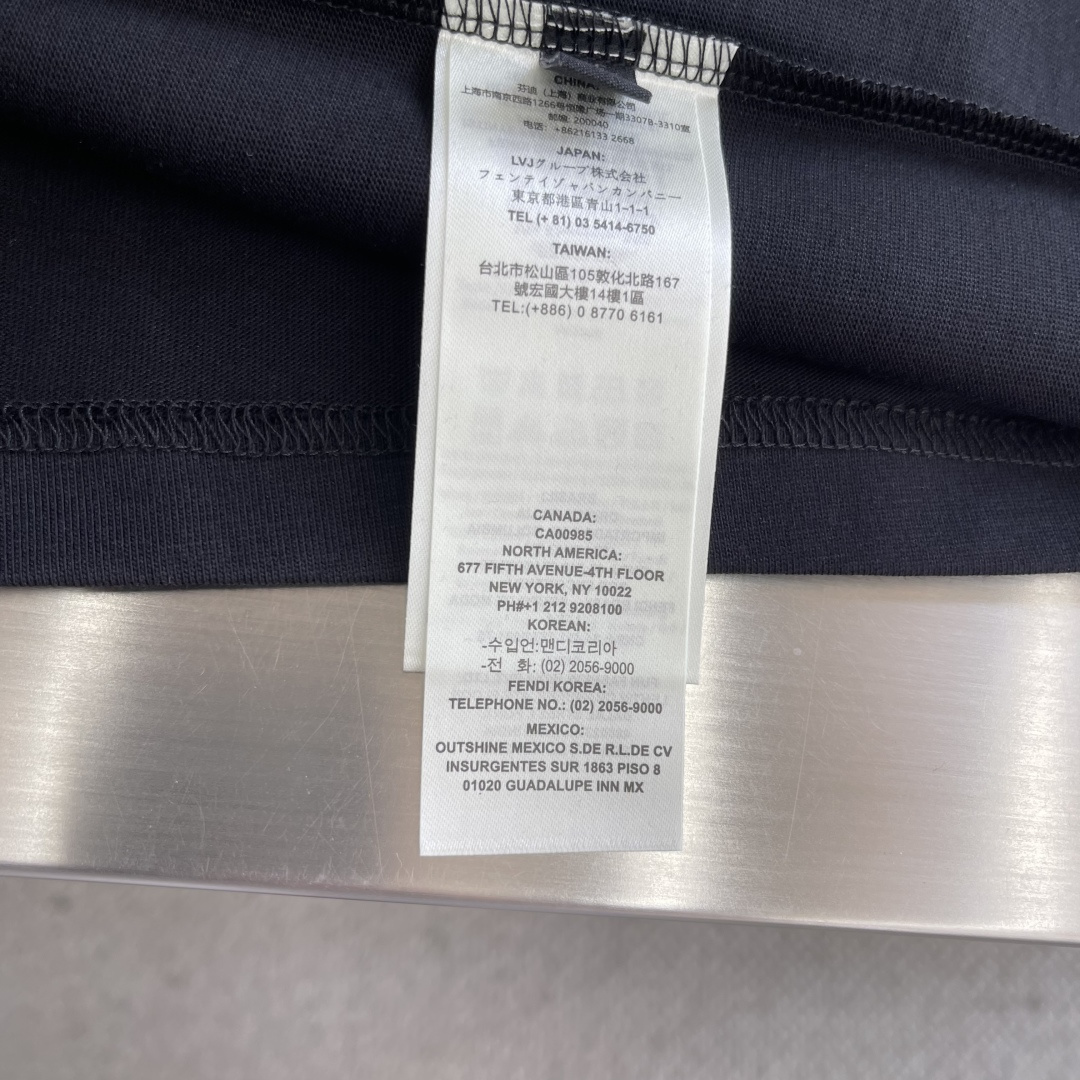 CHINA:
芬迪（上海）商业有限公司
上海市南京西路1266号恒隆广场一期3307B-3310室
邮编: 200040
电话: +86216133 2668
JAPAN:
LVJグループ株式会社
フェンテイジャパンカンパニー
東京都港區青山1-1-1
TEL (+ 81) 03 5414-6750
TAIWAN:
台北市松山區105敦化北路167
號宏國大樓14樓1區
TEL:(+886) 0 8770 6161
CANADA:
CA00985
NORTH AMERICA:
677 FIFTH AVENUE-4TH FLOOR
NEW YORK, NY 10022
PH#+1 212 9208100
KOREAN:
-수입언:맨디코리아
-전 화: (02) 2056-9000
FENDI KOREA:
TELEPHONE NO.: (02) 2056-9000
MEXICO:
OUTSHINE MEXICO S.DE R.L.DE CV
INSURGENTES SUR 1863 PISO 8
01020 GUADALUPE INN MX